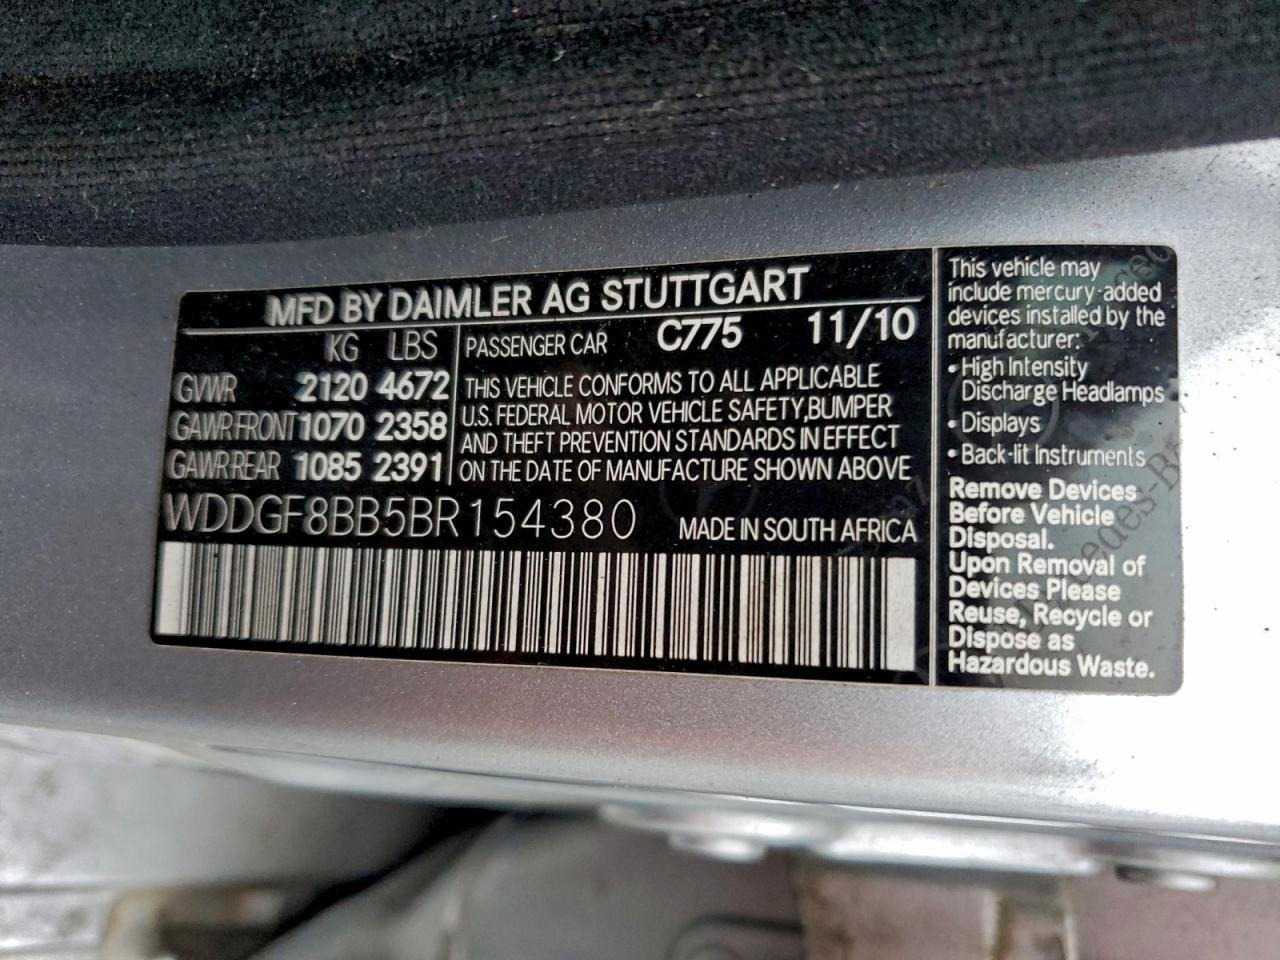 MFD BY DAIMLER AG STUTTGART
KG LBS
GVWR 2120 4672
GAWR FRONT 1070 2358
GAWR REAR 1085 2391
PASSENGER CAR C775 11/10
THIS VEHICLE CONFORMS TO ALL APPLICABLE
U.S. FEDERAL MOTOR VEHICLE SAFETY,BUMPER
AND THEFT PREVENTION STANDARDS IN EFFECT
ON THE DATE OF MANUFACTURE SHOWN ABOVE
WDDGF8BB5BR154380 MADE IN SOUTH AFRICA
This vehicle may
include mercury-added
devices installed by the
manufacturer:
• High Intensity
Discharge Headlamps
• Displays
• Back-lit Instruments
Remove Devices
Before Vehicle
Disposal.
Upon Removal of
Devices Please
Reuse, Recycle or
Dispose as
Hazardous Waste.